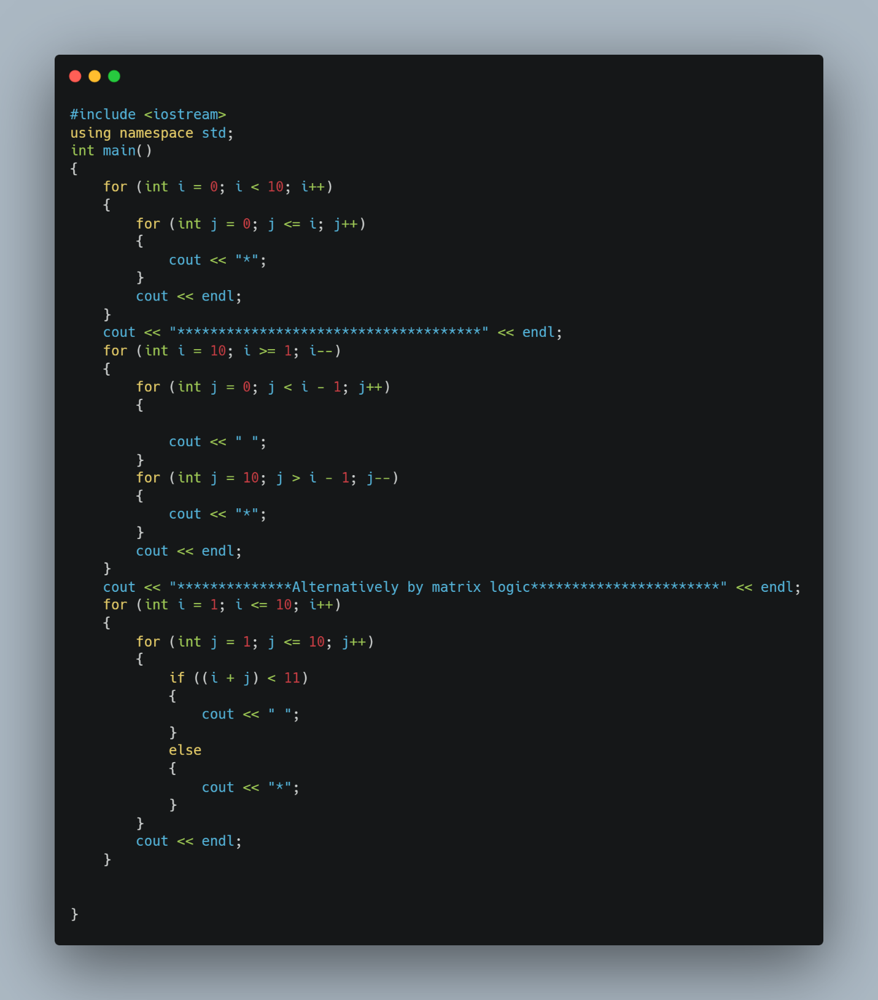 #include <iostream>
using namespace std;
int main()
{
    for (int i = 0; i < 10; i++)
    {
        for (int j = 0; j <= i; j++)
        {
            cout << "*";
        }
        cout << endl;
    }
    cout << "*************************************" << endl;
    for (int i = 10; i >= 1; i--)
    {
        for (int j = 0; j < i - 1; j++)
        {

            cout << " ";
        }
        for (int j = 10; j > i - 1; j--)
        {
            cout << "*";
        }
        cout << endl;
    }
    cout << "**************Alternatively by matrix logic***********************" << endl;
    for (int i = 1; i <= 10; i++)
    {
        for (int j = 1; j <= 10; j++)
        {
            if ((i + j) < 11)
            {
                cout << " ";
            }
            else
            {
                cout << "*";
            }
        }
        cout << endl;
    }


}